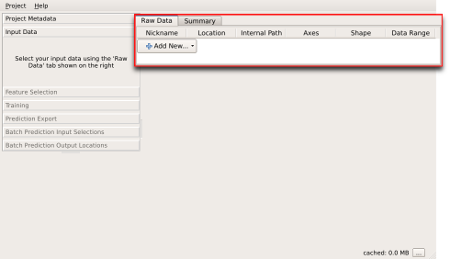 Project Help
Project Metadata
Input Data
Select your input data using the 'Raw
Data' tab shown on the right
Feature Selection
Training
Prediction Export
Batch Prediction Input Selections
Batch Prediction Output Locations
Raw Data Summary
Nickname Location Internal Path Axes Shape Data Range
Add New...
cached: 0.0 MB ...